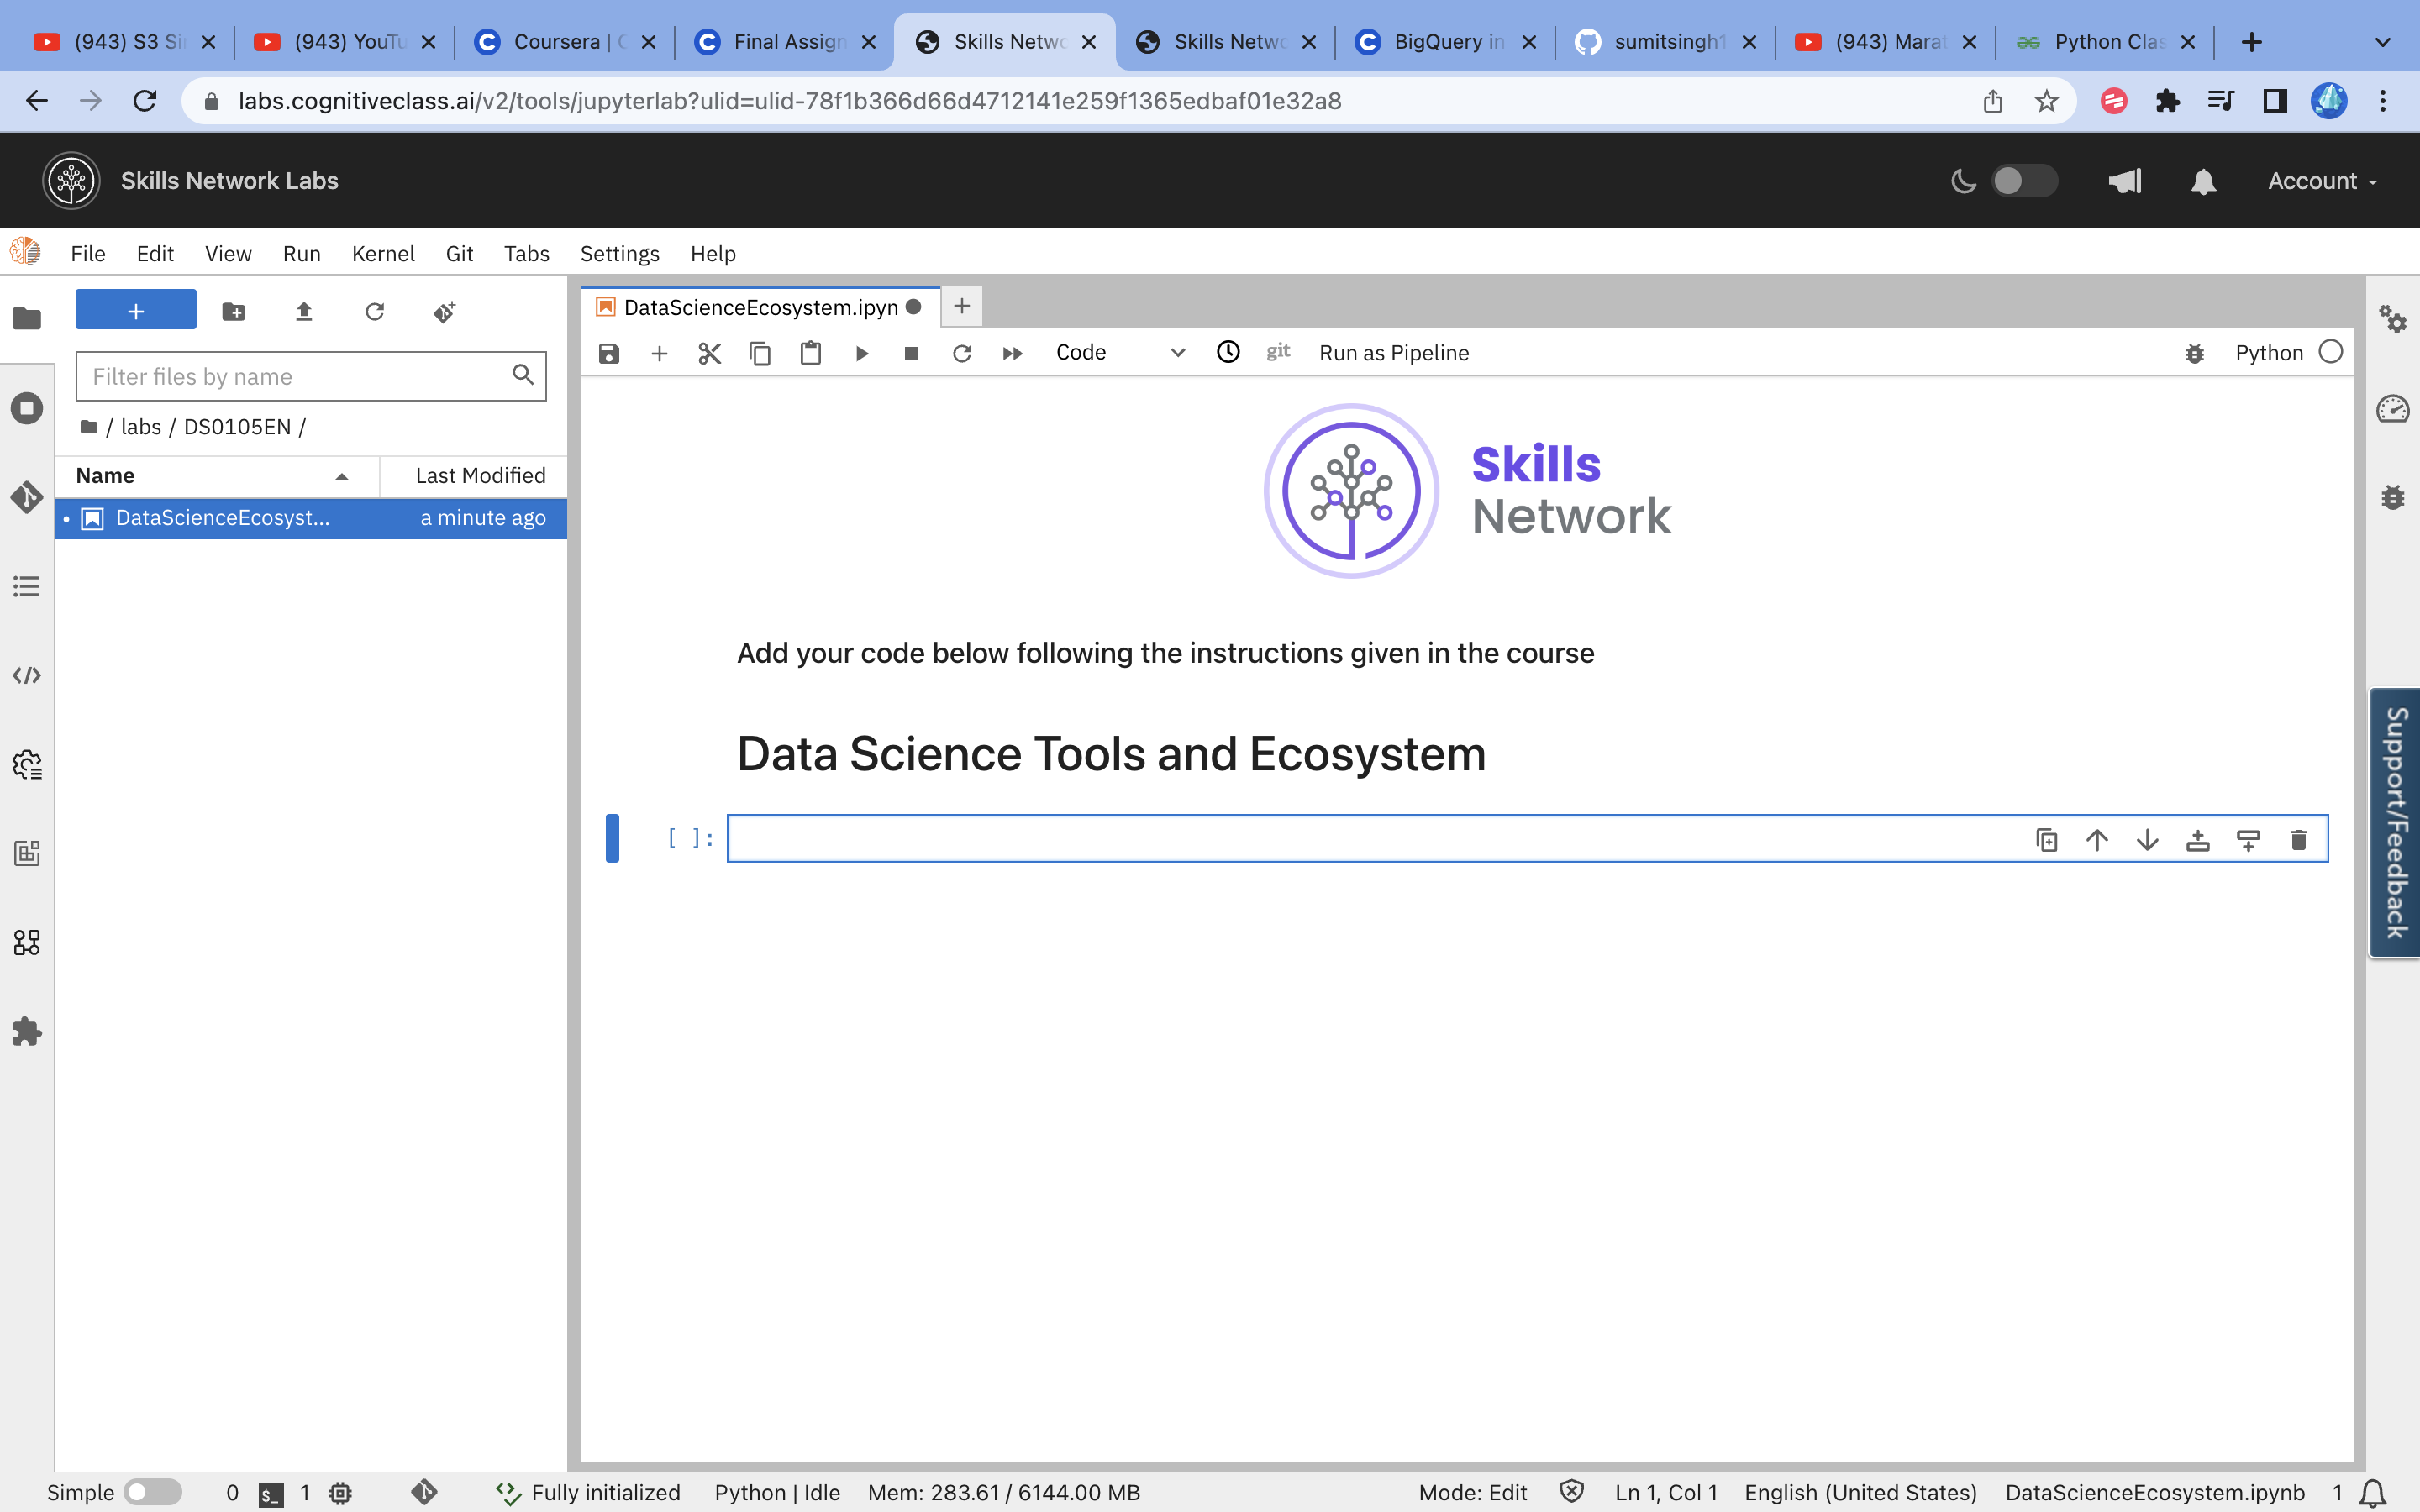 (943) S3 Si
(943) YouTu
Coursera | C
Final Assign
Skills Netwo
Skills Netwo
BigQuery in
sumitsingh1
(943) Marat
Python Clas
labs.cognitiveclass.ai/v2/tools/jupyterlab?ulid=ulid-78f1b366d66d4712141e259f1365edbaf01e32a8
Skills Network Labs
Account
File Edit View Run Kernel Git Tabs Settings Help
+
DataScienceEcosystem.ipyn
Filter files by name
Code
git
Run as Pipeline
Python
/ labs / DS0105EN /
Name
Last Modified
DataScienceEcosyst...
a minute ago
Skills
Network
Add your code below following the instructions given in the course
Data Science Tools and Ecosystem
[ ]:
Support/Feedback
Simple
0
$_
1
Fully initialized
Python | Idle
Mem: 283.61 / 6144.00 MB
Mode: Edit
Ln 1, Col 1
English (United States)
DataScienceEcosystem.ipynb
1